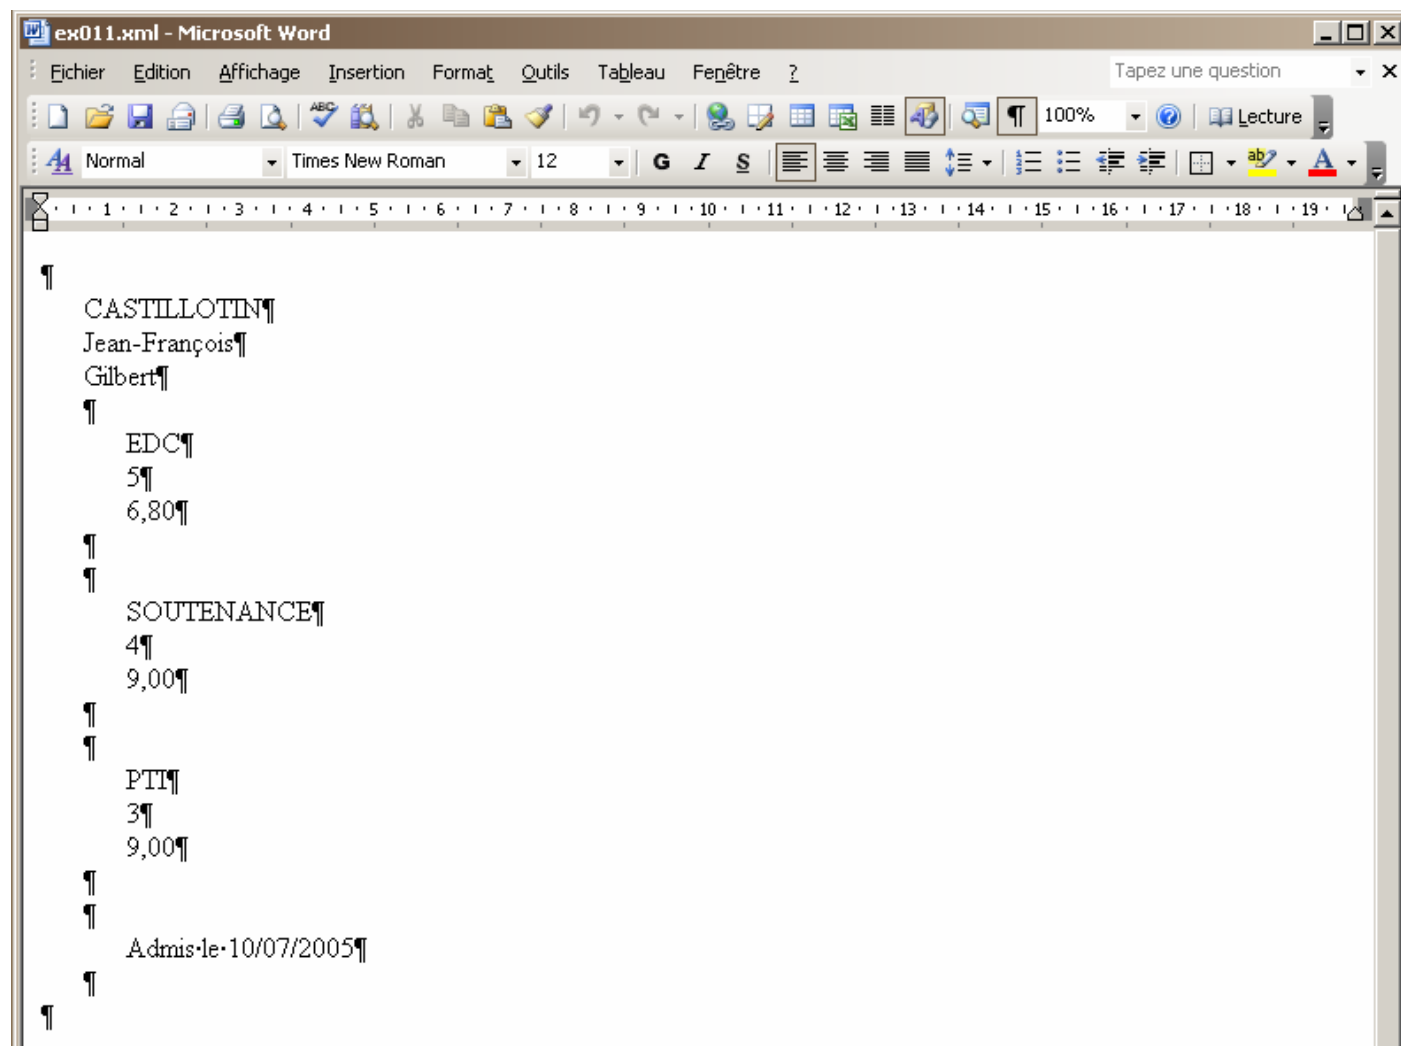 ex011.xml - Microsoft Word
Fichier Edition Affichage Insertion Format Outils Tableau Fenêtre ? Tapez une question
ABC 100% Lecture
Normal Times New Roman 12 G I S ab A
1 2 3 4 5 6 7 8 9 10 11 12 13 14 15 16 17 18 19
¶
CASTILLOTIN¶
Jean-François¶
Gilbert¶
¶
EDC¶
5¶
6,80¶
¶
¶
SOUTENANCE¶
4¶
9,00¶
¶
¶
PTI¶
3¶
9,00¶
¶
¶
Admis·le·10/07/2005¶
¶
¶